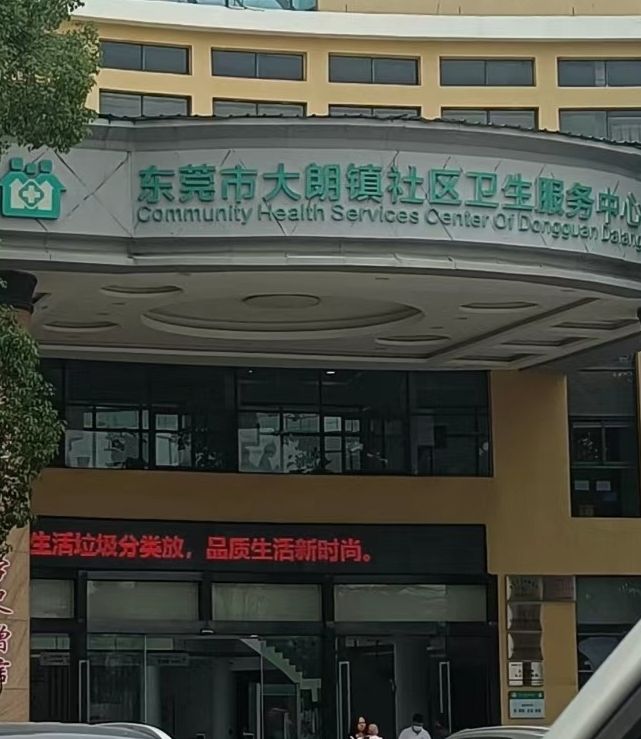 东莞市大朗镇社区卫生服务中心
Community Health Services Center Of Dongguan Dalang
生活垃圾分类放，品质生活新时尚。